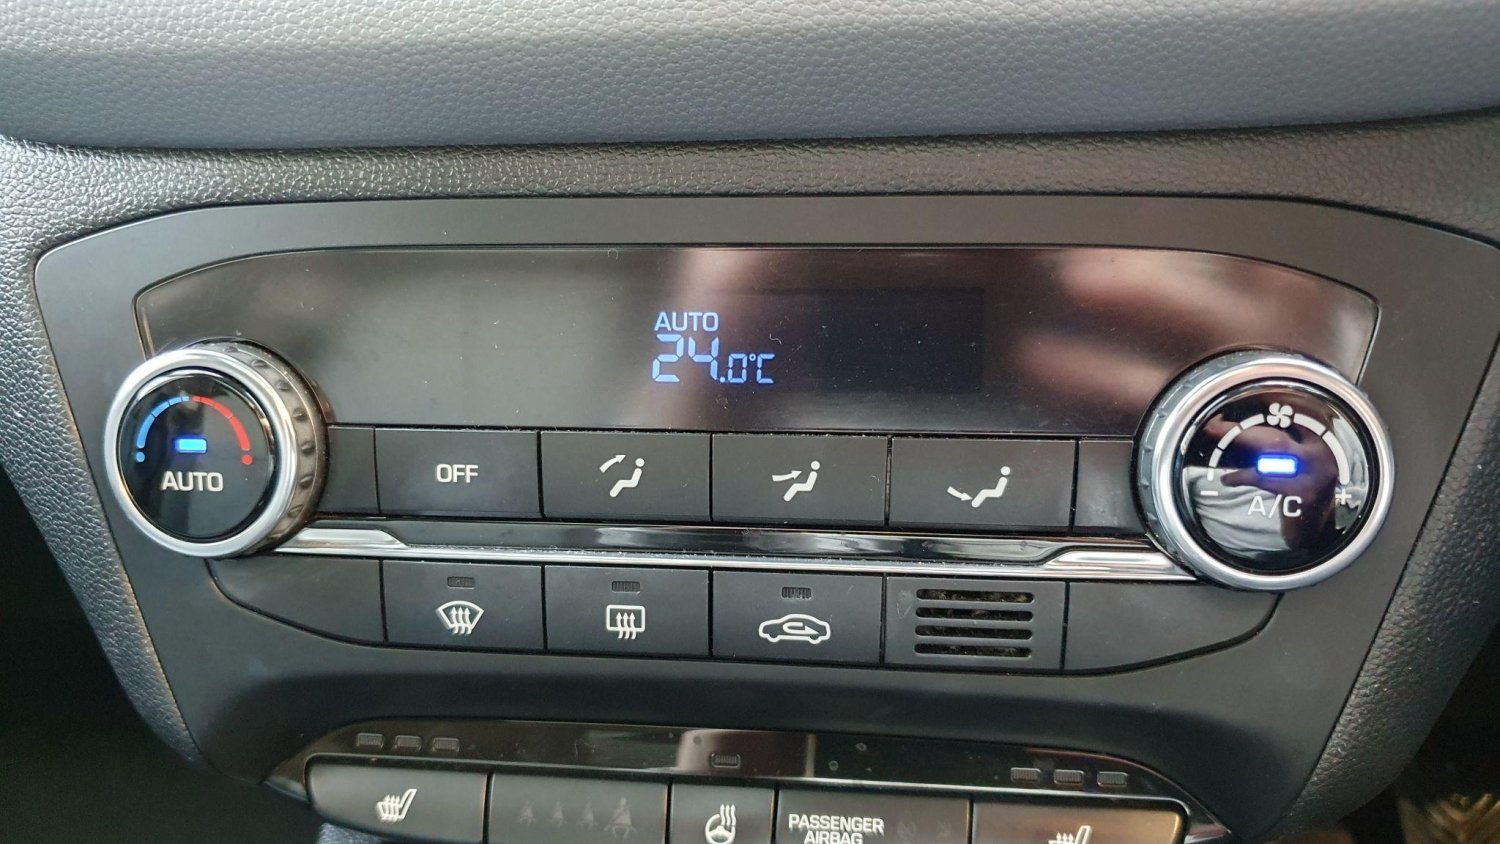 AUTO
24.0°C
AUTO
OFF
- A/C +
PASSENGER
AIRBAG